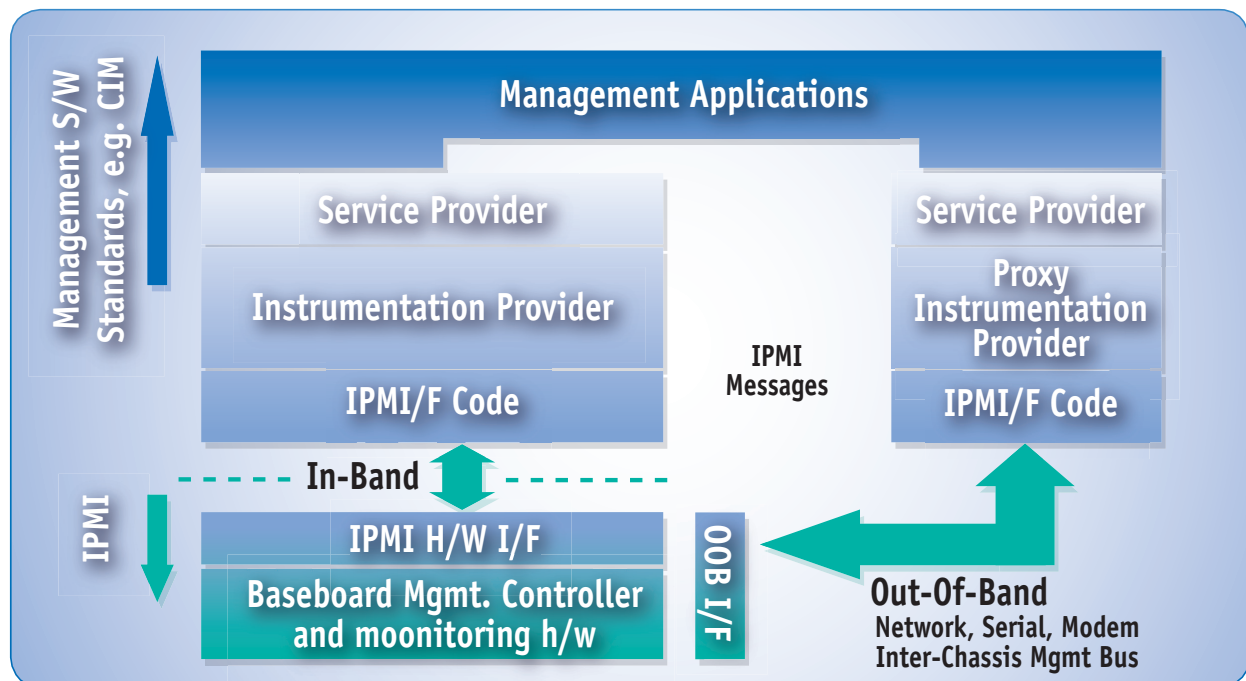 Management S/W
Standards, e.g. CIM
Management Applications
Service Provider
Instrumentation Provider
IPMI/F Code
Service Provider
Proxy
Instrumentation
Provider
IPMI/F Code
IPMI
Messages
In-Band
IPMI
IPMI H/W I/F
Baseboard Mgmt. Controller
and moonitoring h/w
OOB I/F
Out-Of-Band
Network, Serial, Modem
Inter-Chassis Mgmt Bus